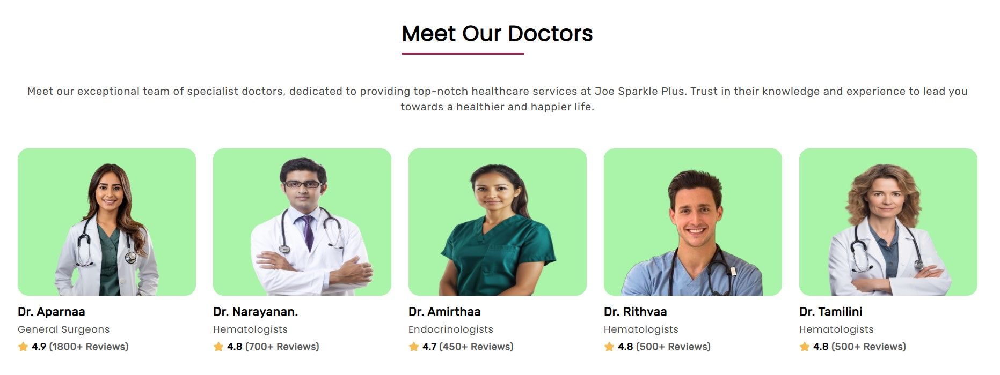 Meet Our Doctors
Meet our exceptional team of specialist doctors, dedicated to providing top-notch healthcare services at Joe Sparkle Plus. Trust in their knowledge and experience to lead you
towards a healthier and happier life.
Dr. Aparnaa
General Surgeons
4.9 (1800+ Reviews)
Dr. Narayanan.
Hematologists
4.8 (700+ Reviews)
Dr. Amirthaa
Endocrinologists
4.7 (450+ Reviews)
Dr. Rithvaa
Hematologists
4.8 (500+ Reviews)
Dr. Tamilini
Hematologists
4.8 (500+ Reviews)